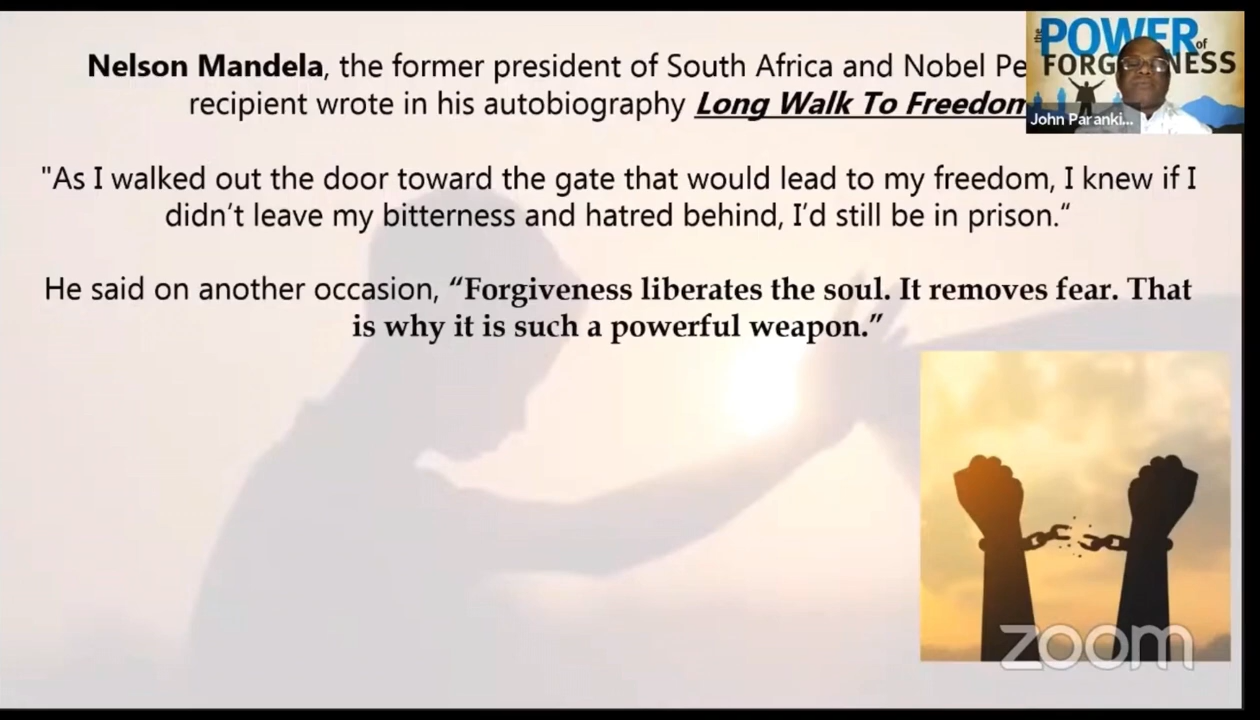 Nelson Mandela, the former president of South Africa and Nobel Pe
recipient wrote in his autobiography Long Walk To Freedom
"As I walked out the door toward the gate that would lead to my freedom, I knew if I
didn’t leave my bitterness and hatred behind, I’d still be in prison.“
He said on another occasion, “Forgiveness liberates the soul. It removes fear. That
is why it is such a powerful weapon.”
the POWER of
FORG NESS
John Paranki...
zoom